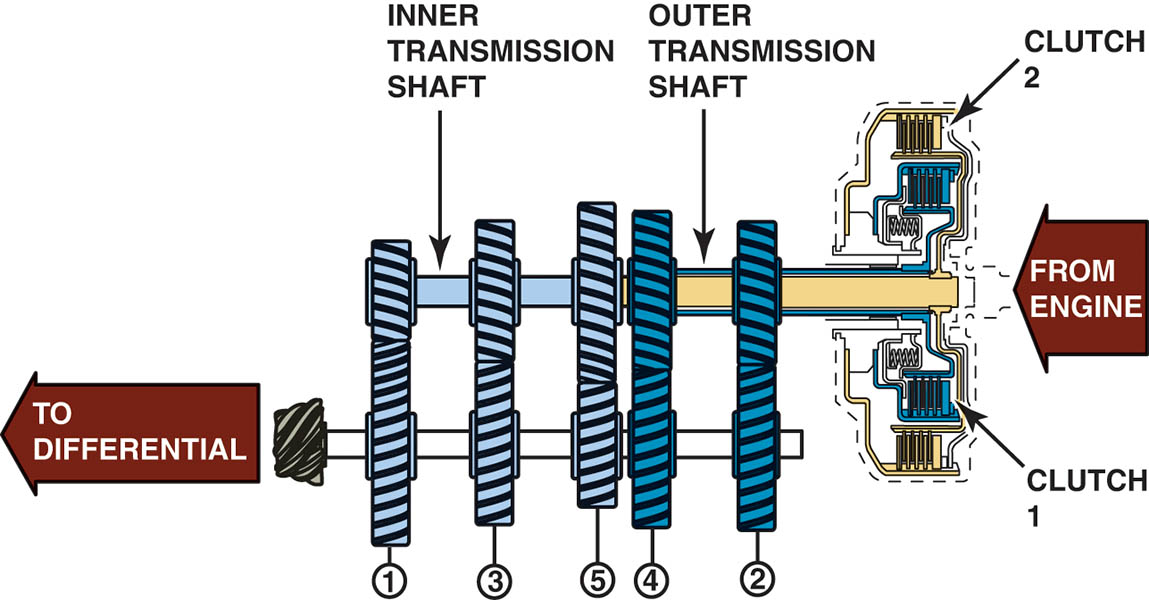 INNER
TRANSMISSION
SHAFT
OUTER
TRANSMISSION
SHAFT
CLUTCH
2
FROM
ENGINE
TO
DIFFERENTIAL
CLUTCH
1
1 3 5 4 2